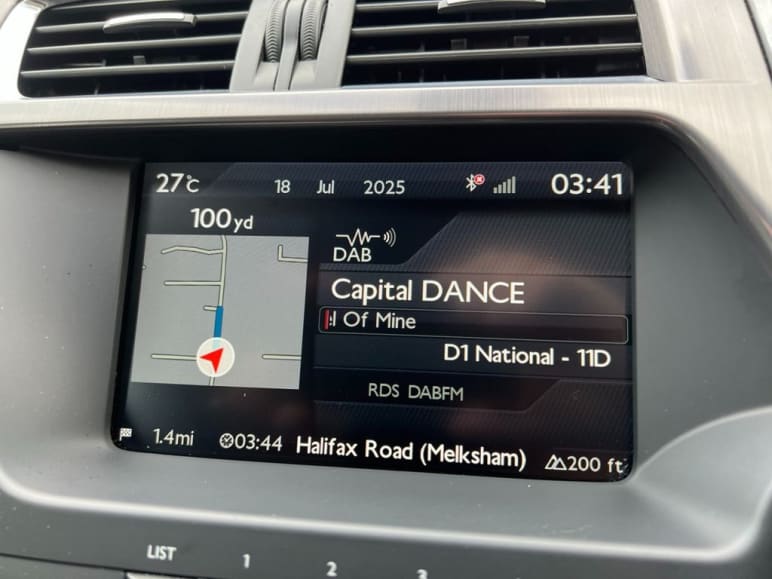 27°C 18 Jul 2025 03:41
100yd
DAB
Capital DANCE
Of Mine
D1 National - 11D
RDS DABFM
1.4mi 03:44 Halifax Road (Melksham) 200 ft
LIST 1 2 3